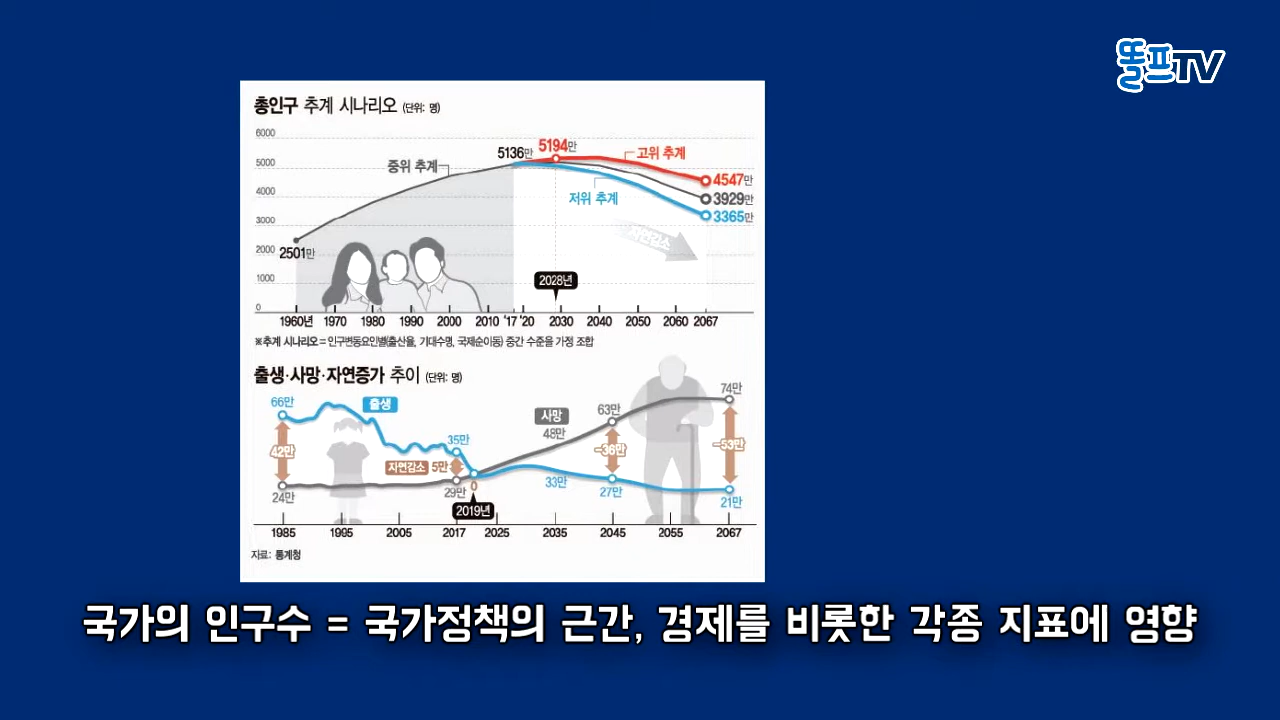 똘프TV
총인구 추계 시나리오 (단위: 명)
6000
5000
4000
3000
2000
1000
0
중위 추계
5136만
5194만
고위 추계
저위 추계
4547만
3929만
3365만
2501만
자연감소
2028년
1960년 1970 1980 1990 2000 2010 '17 '20 2030 2040 2050 2060 2067
※추계 시나리오=인구변동요인별(출산율, 기대수명, 국제순이동) 중간 수준을 가정 조합
출생·사망·자연증가 추이 (단위: 명)
66만
출생
42만
24만
35만
자연감소 5만
29만
0
2019년
사망
48만
33만
63만
-36만
27만
74만
-53만
21만
1985 1995 2005 2017 2025 2035 2045 2055 2067
자료: 통계청
국가의 인구수 = 국가정책의 근간, 경제를 비롯한 각종 지표에 영향